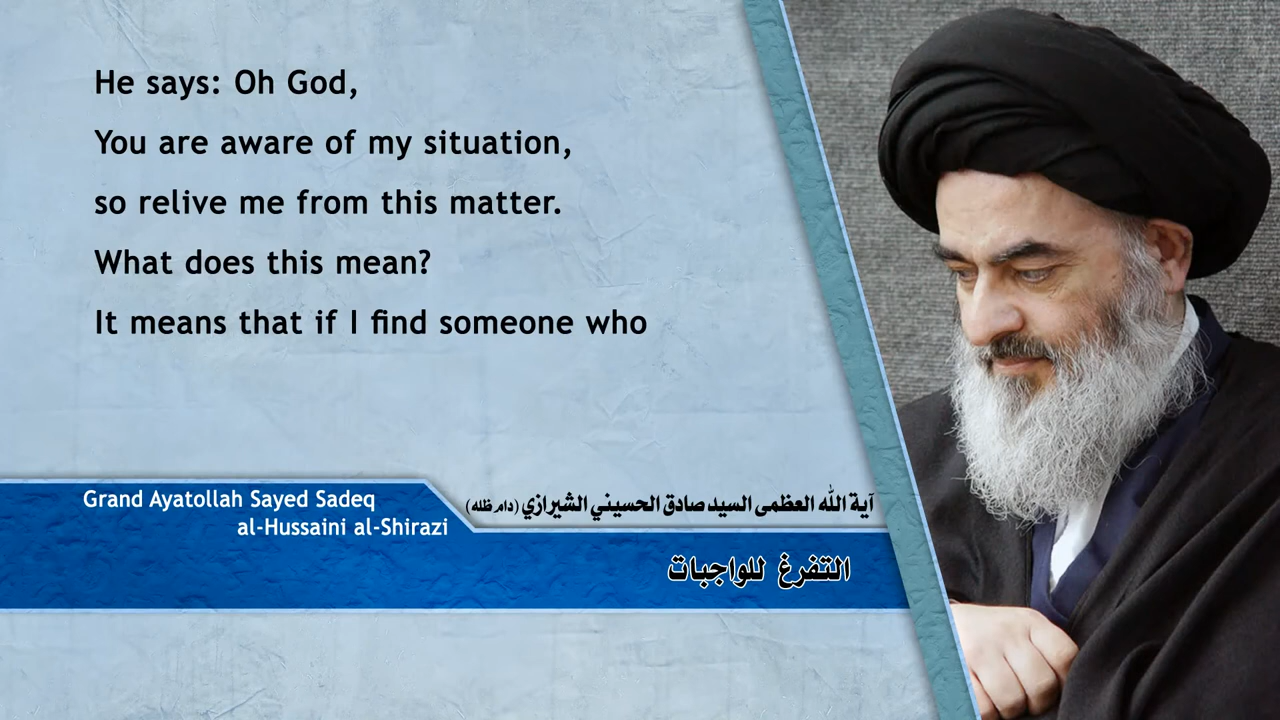 He says: Oh God,
You are aware of my situation,
so relive me from this matter.
What does this mean?
It means that if I find someone who
Grand Ayatollah Sayed Sadeq
al-Hussaini al-Shirazi
آية الله العظمى السيد صادق الحسيني الشيرازي (دام ظله)
التفرغ للواجبات